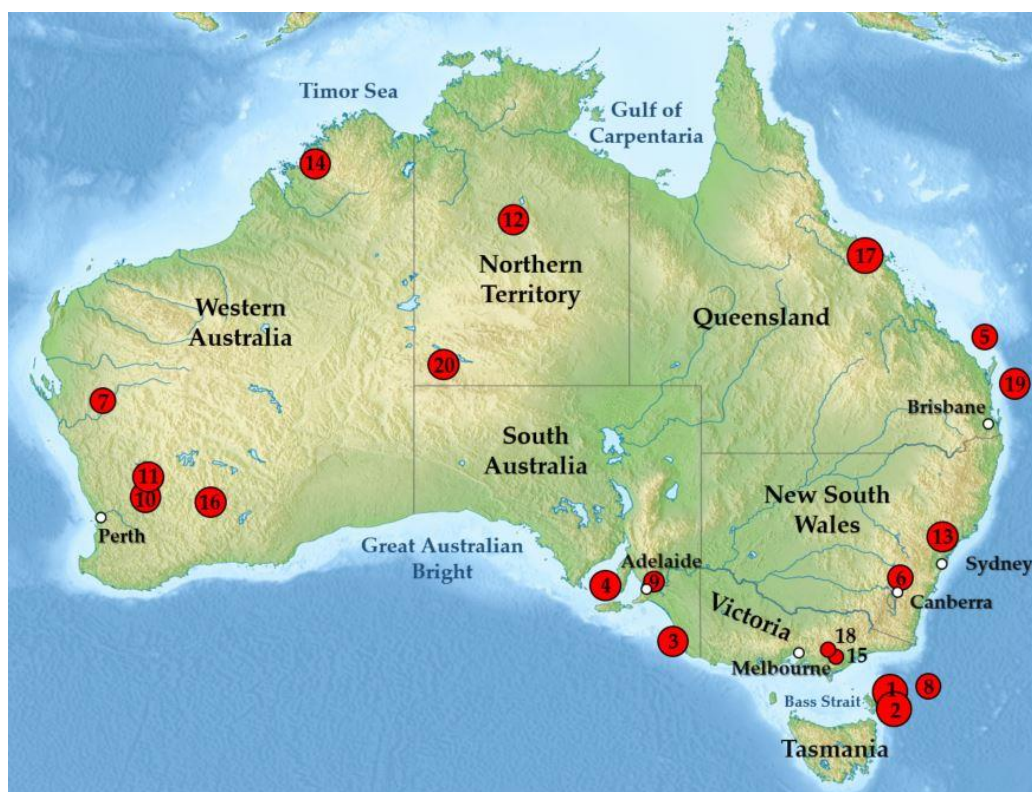 Timor Sea
Gulf of
Carpentaria
14
12
17
Northern
Territory
Western
Australia
Queensland
5
20
19
7
Brisbane
South
Australia
11
10
16
New South
Wales
Perth
Great Australian
Bright
13
Adelaide
Sydney
4
9
6
Canberra
Victoria
3
18
15
Melbourne
1
8
Bass Strait
2
Tasmania